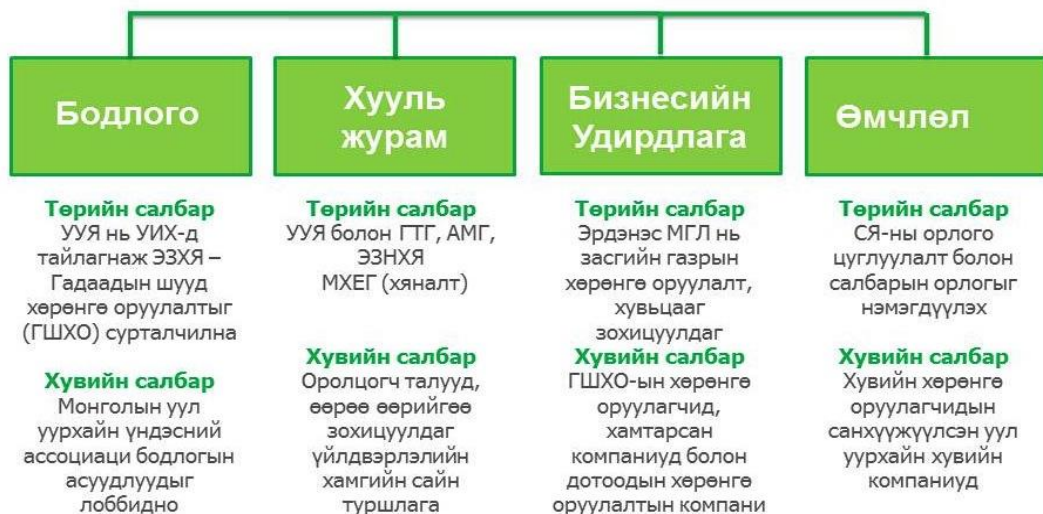 Бодлого
Төрийн салбар
УУЯ нь УИХ-д
тайлагнаж ЭЗХЯ –
Гадаадын шууд
хөрөнгө оруулалтыг
(ГШХО) сурталчилна
Хувийн салбар
Монголын уул
уурхайн үндэсний
ассоциаци бодлогын
асуудлуудыг
лоббидно
Хууль
журам
Төрийн салбар
УУЯ болон ГТГ, АМГ,
ЭЗНХЯ
МХЕГ (хяналт)
Хувийн салбар
Оролцогч талууд,
өөрөө өөрийгөө
зохицуулдаг
үйлдвэрлэлийн
хамгийн сайн
туршлага
Бизнесийн
Удирдлага
Төрийн салбар
Эрдэнэс МГЛ нь
засгийн газрын
хөрөнгө оруулалт,
хувьцааг
зохицуулдаг
Хувийн салбар
ГШХО-ын хөрөнгө
оруулагчид,
хамтарсан
компаниуд болон
дотоодын хөрөнгө
оруулалтын компани
Өмчлөл
Төрийн салбар
СЯ-ны орлого
цуглуулалт болон
салбарын орлогыг
нэмэгдүүлэх
Хувийн салбар
Хувийн хөрөнгө
оруулагчидын
санхүүжүүлсэн уул
уурхайн хувийн
компаниуд